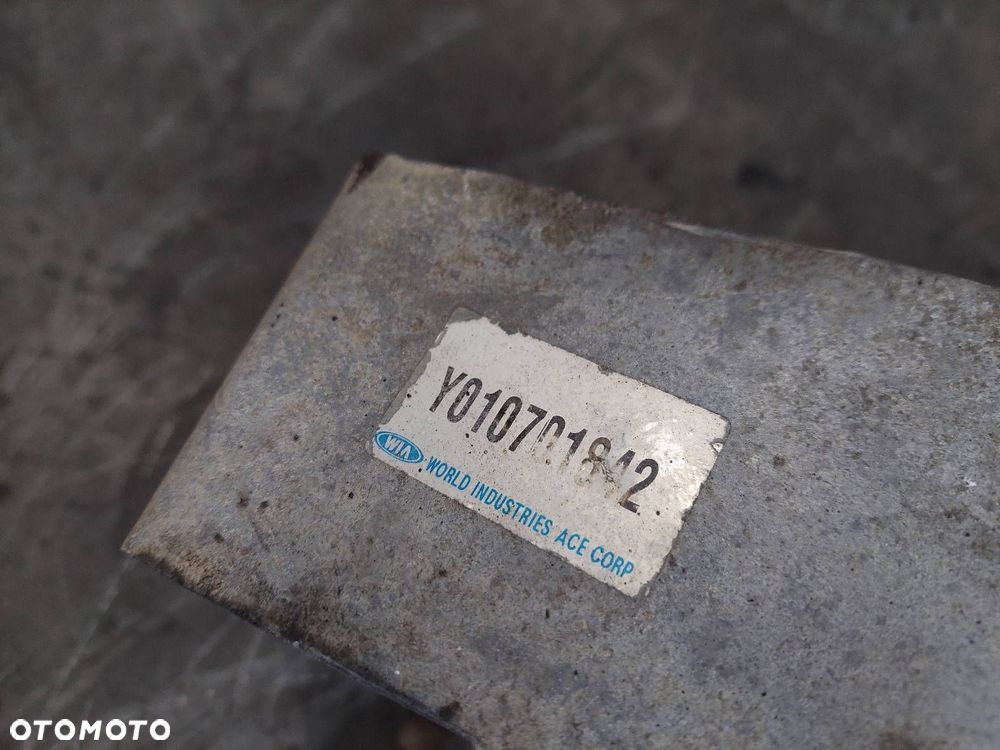 Y010701842
WIA WORLD INDUSTRIES ACE CORP
OTOMOTO